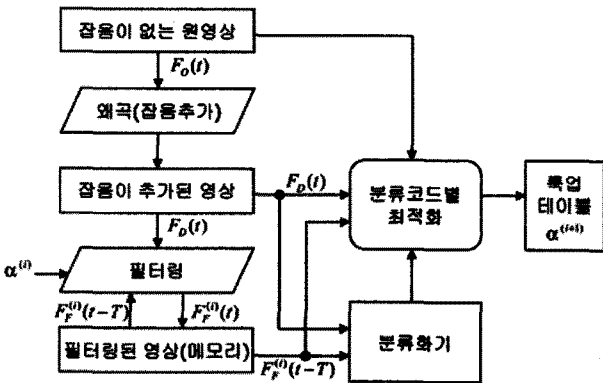 잡음이 없는 원영상
F_O(t)
왜곡(잡음추가)
잡음이 추가된 영상
F_D(t)
F_D(t)
분류코드별
최적화
룩업
테이블
α^(i+1)
α^(i)
필터링
F_F^(i)(t-T)
F_F^(i)(t)
필터링된 영상(메모리)
F_F^(i)(t-T)
분류화기